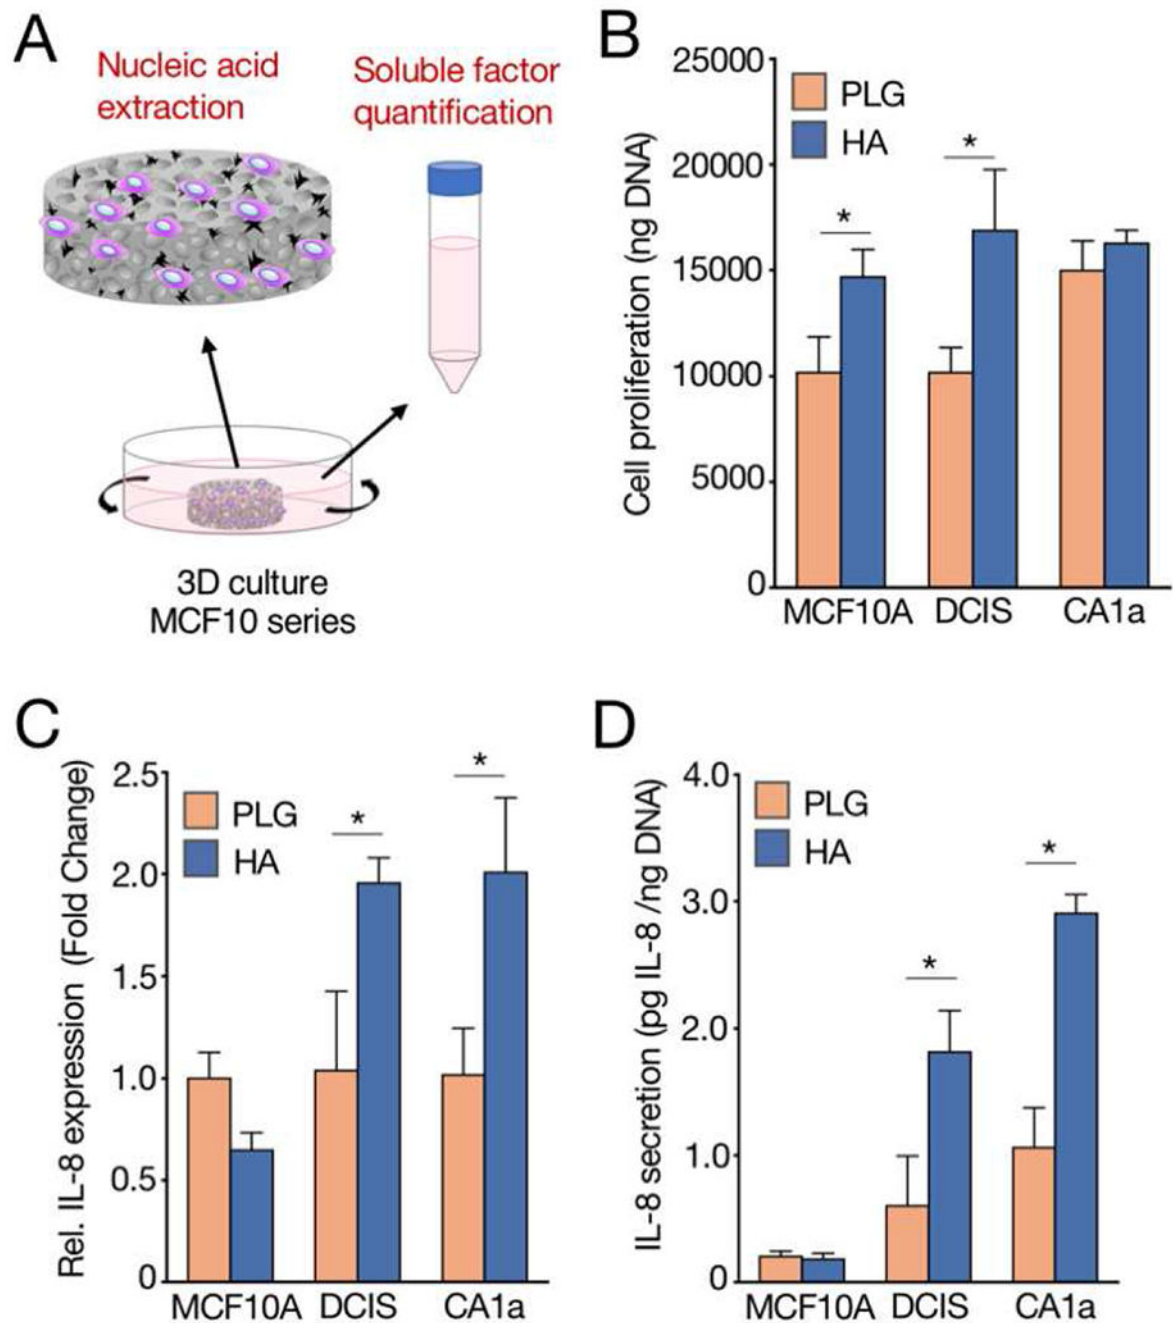 A
Nucleic acid
extraction
Soluble factor
quantification
3D culture
MCF10 series
B
Cell proliferation (ng DNA)
25000
20000
15000
10000
5000
0
PLG
HA
*
*
MCF10A DCIS CA1a
C
Rel. IL-8 expression (Fold Change)
2.5
2.0
1.5
1.0
0.5
0
PLG
HA
*
*
MCF10A DCIS CA1a
D
IL-8 secretion (pg IL-8 /ng DNA)
4.0
3.0
2.0
1.0
0
PLG
HA
*
*
MCF10A DCIS CA1a